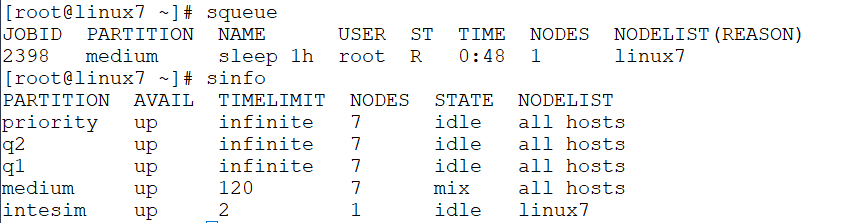 [root@linux7 ~]# squeue
JOBID PARTITION NAME USER ST TIME NODES NODELIST(REASON)
2398 medium sleep 1h root R 0:48 1 linux7
[root@linux7 ~]# sinfo
PARTITION AVAIL TIMELIMIT NODES STATE NODELIST
priority up infinite 7 idle all hosts
q2 up infinite 7 idle all hosts
q1 up infinite 7 idle all hosts
medium up 120 7 mix all hosts
intesim up 2 1 idle linux7